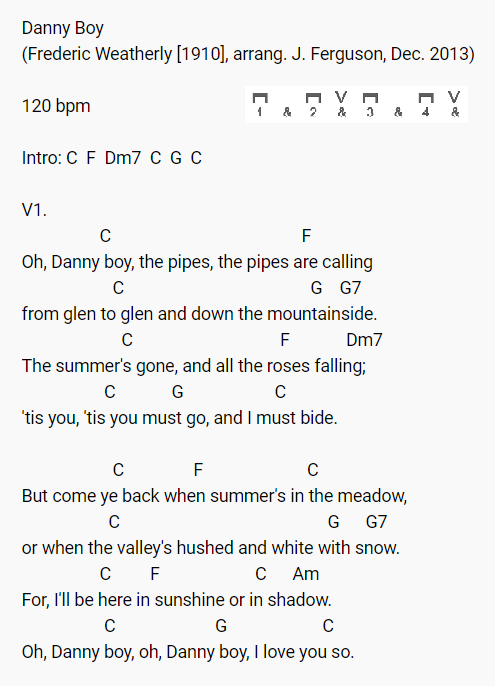 Danny Boy
(Frederic Weatherly [1910], arrang. J. Ferguson, Dec. 2013)
120 bpm
V V
1 & 2 & 3 & 4 &
Intro: C F Dm7 C G C
V1.
C F
Oh, Danny boy, the pipes, the pipes are calling
C G G7
from glen to glen and down the mountainside.
C F Dm7
The summer's gone, and all the roses falling;
C G C
'tis you, 'tis you must go, and I must bide.
C F C
But come ye back when summer's in the meadow,
C G G7
or when the valley's hushed and white with snow.
C F C Am
For, I'll be here in sunshine or in shadow.
C G C
Oh, Danny boy, oh, Danny boy, I love you so.